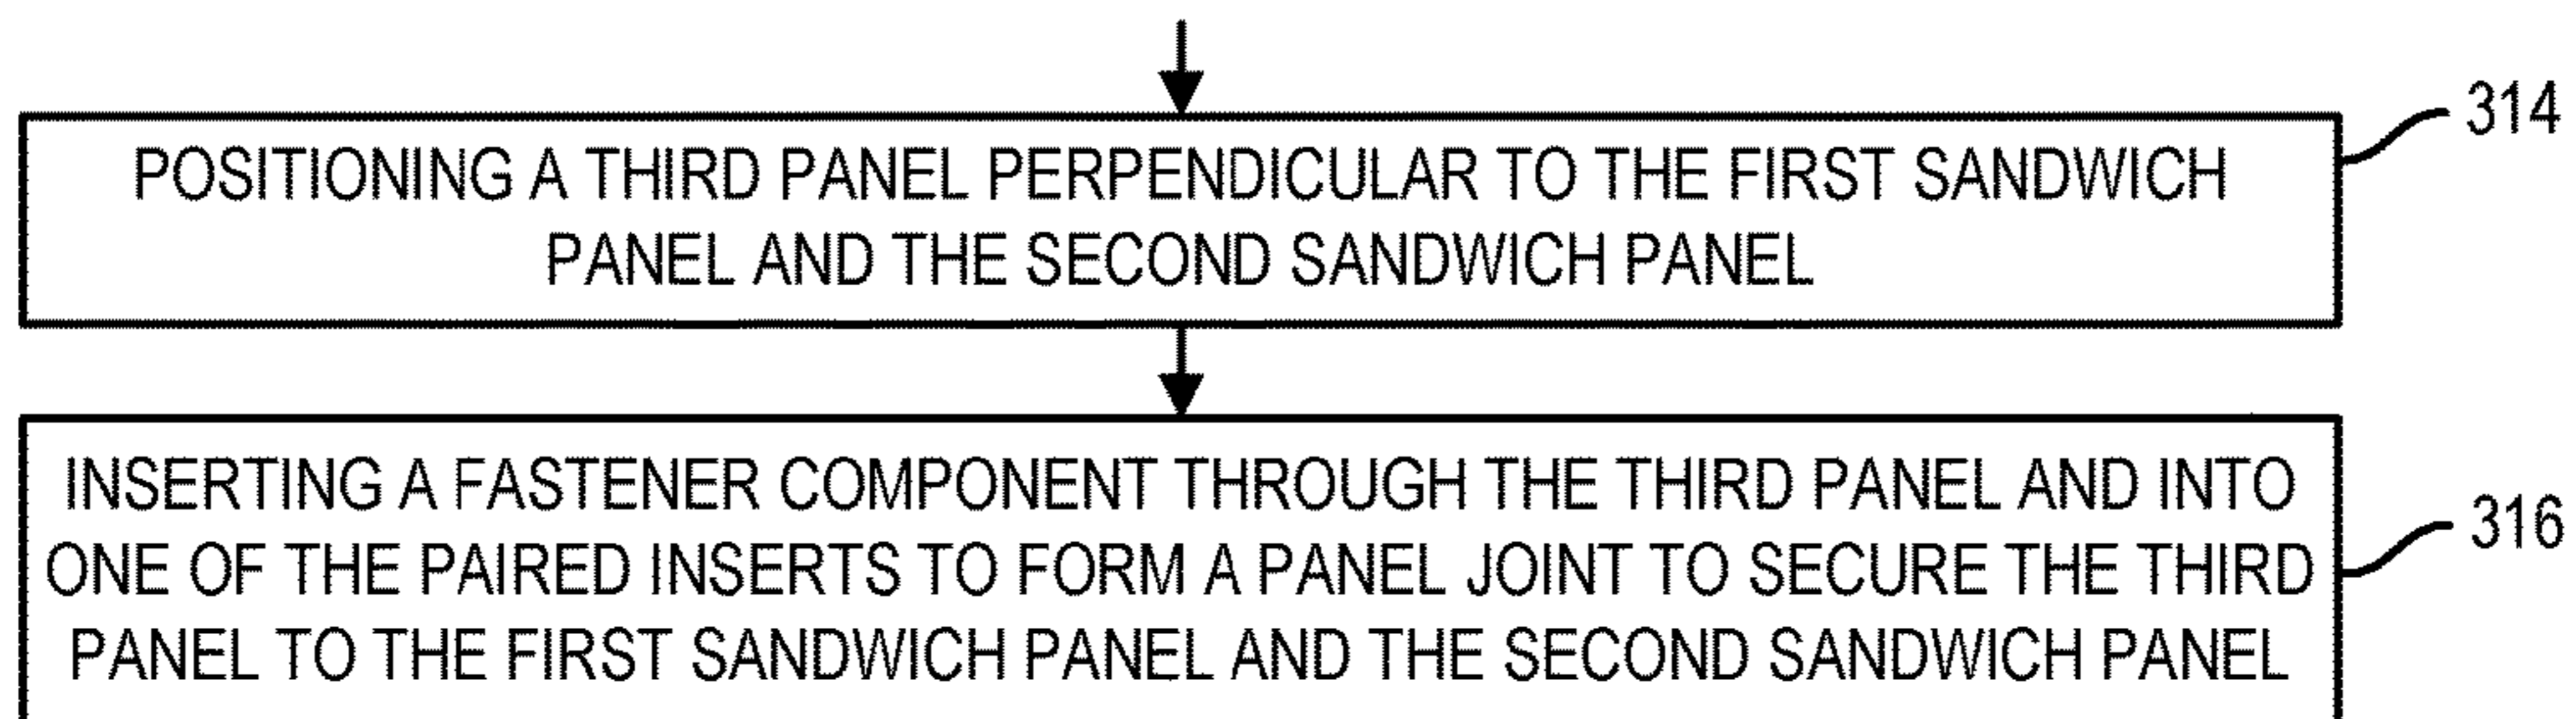 314
POSITIONING A THIRD PANEL PERPENDICULAR TO THE FIRST SANDWICH
PANEL AND THE SECOND SANDWICH PANEL
INSERTING A FASTENER COMPONENT THROUGH THE THIRD PANEL AND INTO
ONE OF THE PAIRED INSERTS TO FORM A PANEL JOINT TO SECURE THE THIRD
PANEL TO THE FIRST SANDWICH PANEL AND THE SECOND SANDWICH PANEL
316